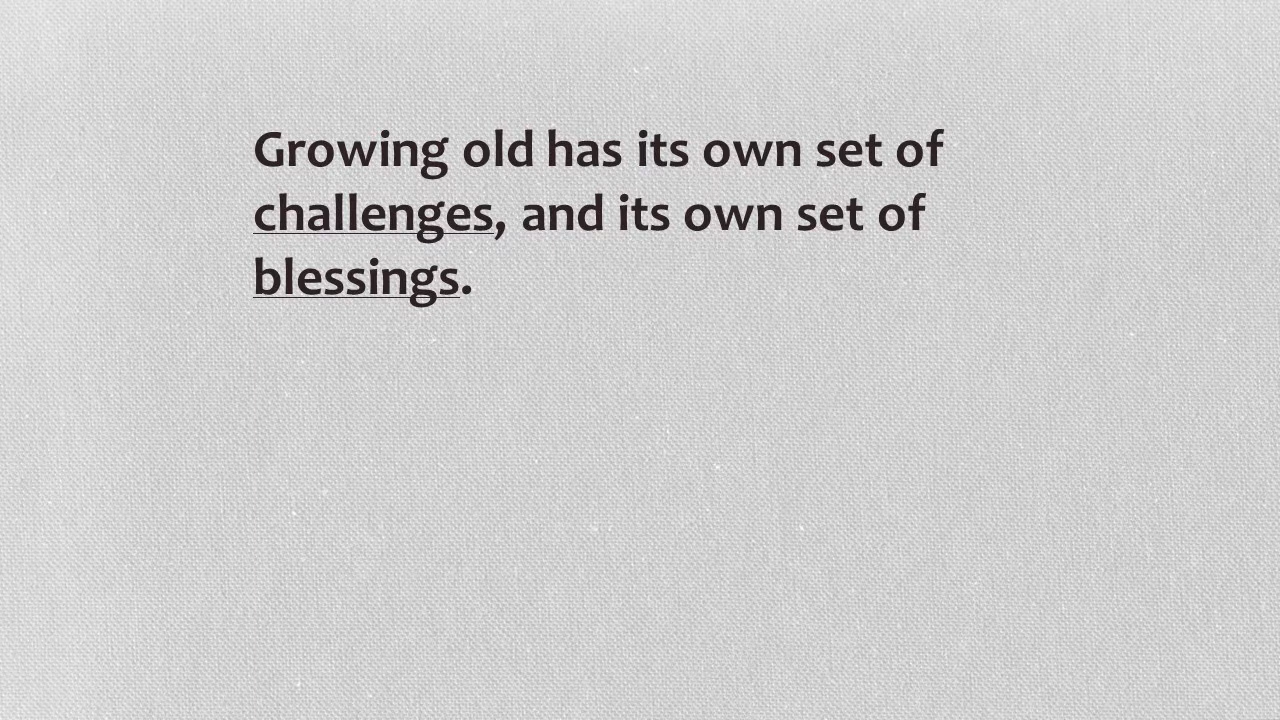 Growing old has its own set of
challenges, and its own set of
blessings.